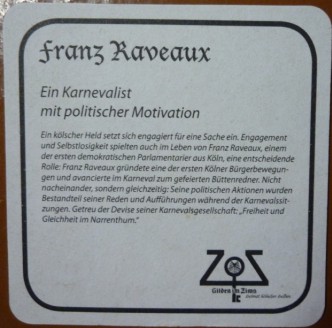 Franz Raveaux
Ein Karnevalist
mit politischer Motivation
Ein kölscher Held setzt sich engagiert für eine Sache ein. Engagement
und Selbstlosigkeit spielten auch im Leben von Franz Raveaux, einem
der ersten demokratischen Parlamentarier aus Köln, eine entscheidende
Rolle: Franz Raveaux gründete eine der ersten Kölner Bürgerbewegun-
gen und avancierte im Karneval zum gefeierten Büttenredner. Nicht
nacheinander, sondern gleichzeitig: Seine politischen Aktionen wurden
Bestandteil seiner Reden und Aufführungen während der Karnevalssit-
zungen. Getreu der Devise seiner Karnevalsgesellschaft: „Freiheit und
Gleichheit im Narrenthum."
Gilden im Zims